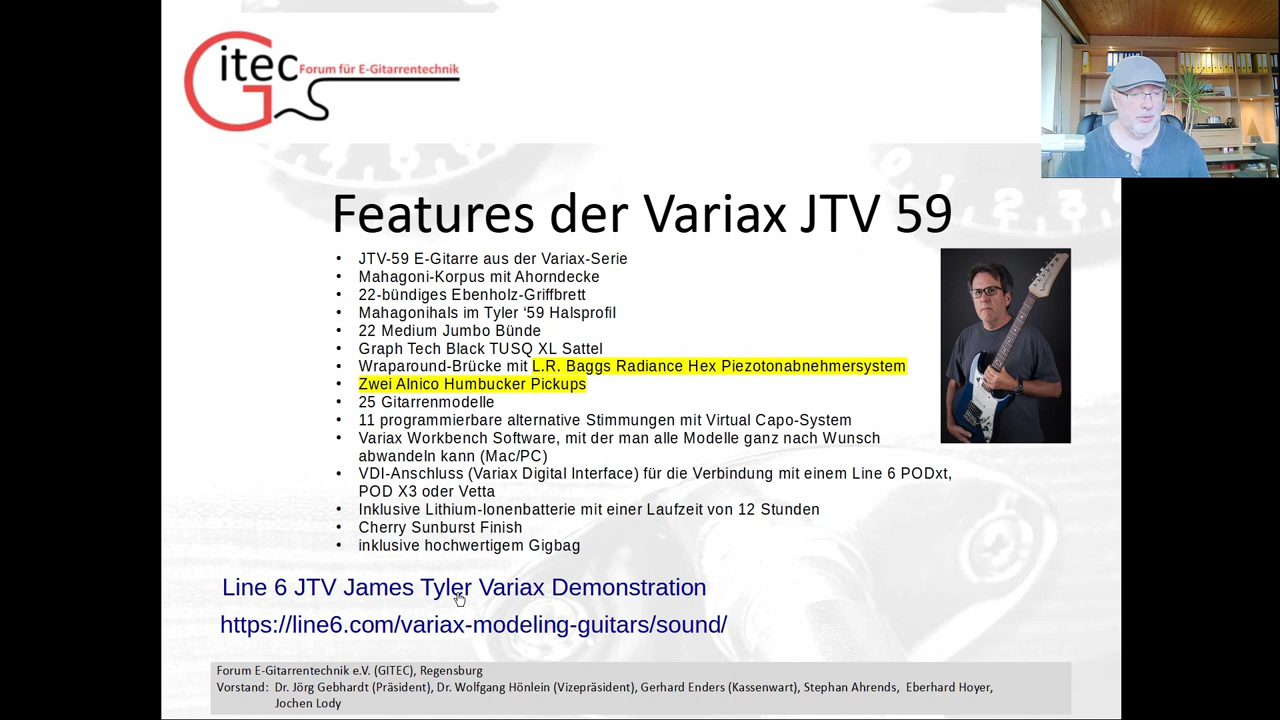 Gitec Forum für E-Gitarrentechnik
Features der Variax JTV 59
• JTV-59 E-Gitarre aus der Variax-Serie
• Mahagoni-Korpus mit Ahorndecke
• 22-bündiges Ebenholz-Griffbrett
• Mahagonihals im Tyler ‘59 Halsprofil
• 22 Medium Jumbo Bünde
• Graph Tech Black TUSQ XL Sattel
• Wraparound-Brücke mit L.R. Baggs Radiance Hex Piezotonabnehmersystem
• Zwei Alnico Humbucker Pickups
• 25 Gitarrenmodelle
• 11 programmierbare alternative Stimmungen mit Virtual Capo-System
• Variax Workbench Software, mit der man alle Modelle ganz nach Wunsch
abwandeln kann (Mac/PC)
• VDI-Anschluss (Variax Digital Interface) für die Verbindung mit einem Line 6 PODxt,
POD X3 oder Vetta
• Inklusive Lithium-Ionenbatterie mit einer Laufzeit von 12 Stunden
• Cherry Sunburst Finish
• inklusive hochwertigem Gigbag
Line 6 JTV James Tyler Variax Demonstration
https://line6.com/variax-modeling-guitars/sound/
Forum E-Gitarrentechnik e.V. (GITEC), Regensburg
Vorstand: Dr. Jörg Gebhardt (Präsident), Dr. Wolfgang Hönlein (Vizepräsident), Gerhard Enders (Kassenwart), Stephan Ahrends, Eberhard Hoyer,
Jochen Lody